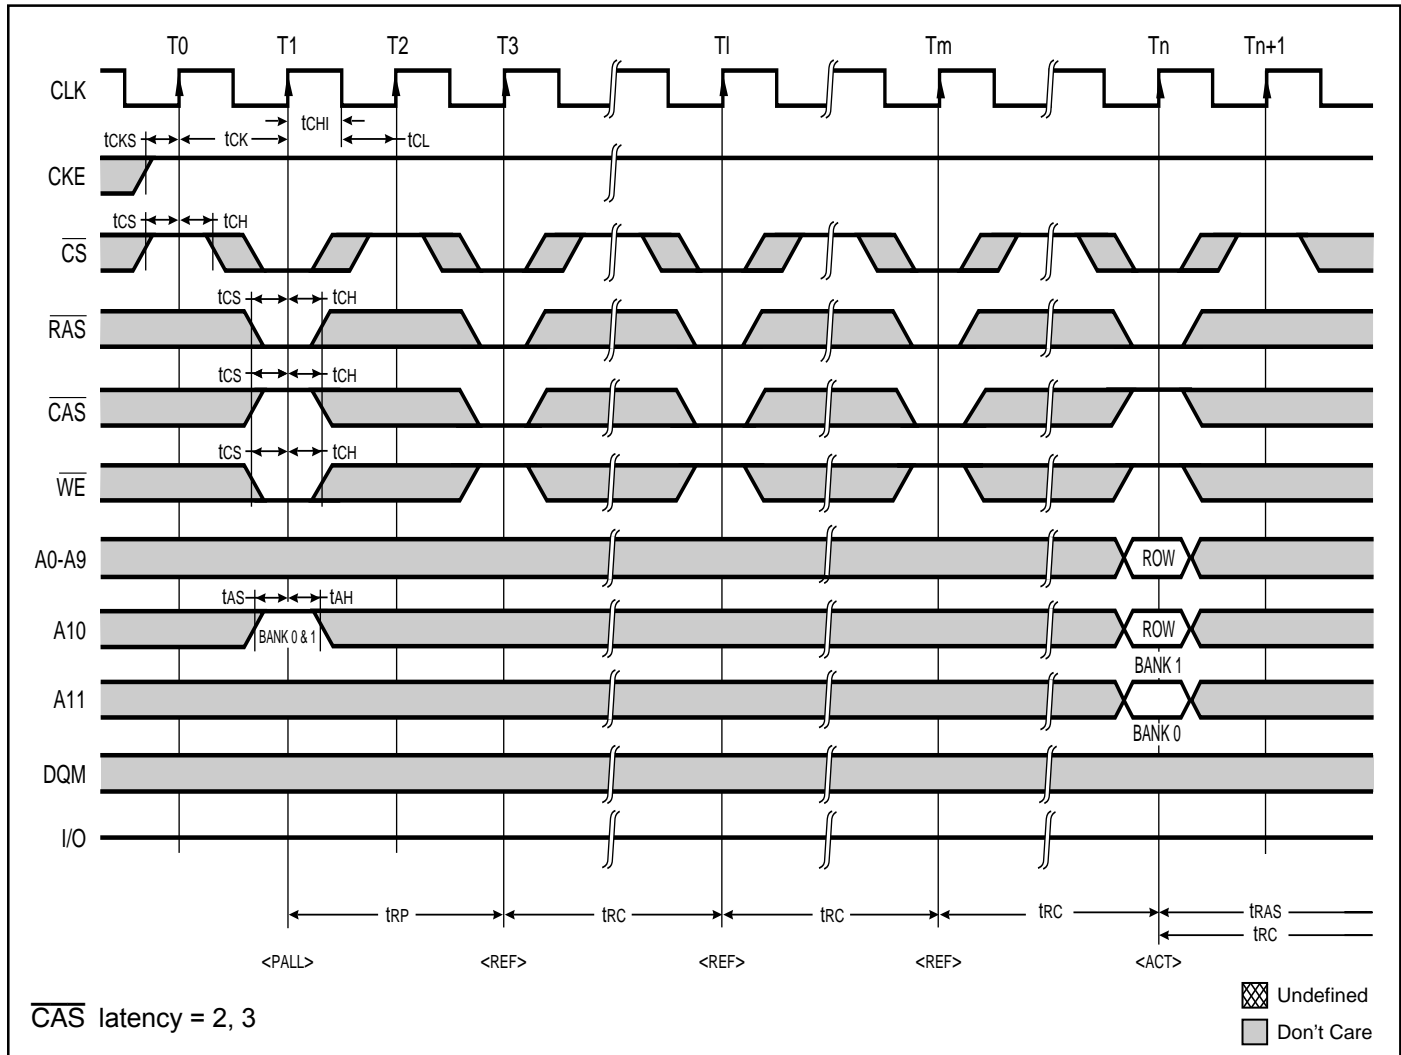 T0 T1 T2 T3 Tl Tm Tn Tn+1
CLK
tCHI
tCKS tCK tCL
CKE
tCS tCH
CS
tCS tCH
RAS
tCS tCH
CAS
tCS tCH
WE
A0-A9 ROW
tAS tAH
A10 BANK 0 & 1 ROW
BANK 1
A11
BANK 0
DQM
I/O
tRP tRC tRC tRC tRAS
tRC
<PALL> <REF> <REF> <REF> <ACT>
Undefined
CAS latency = 2, 3
Don't Care